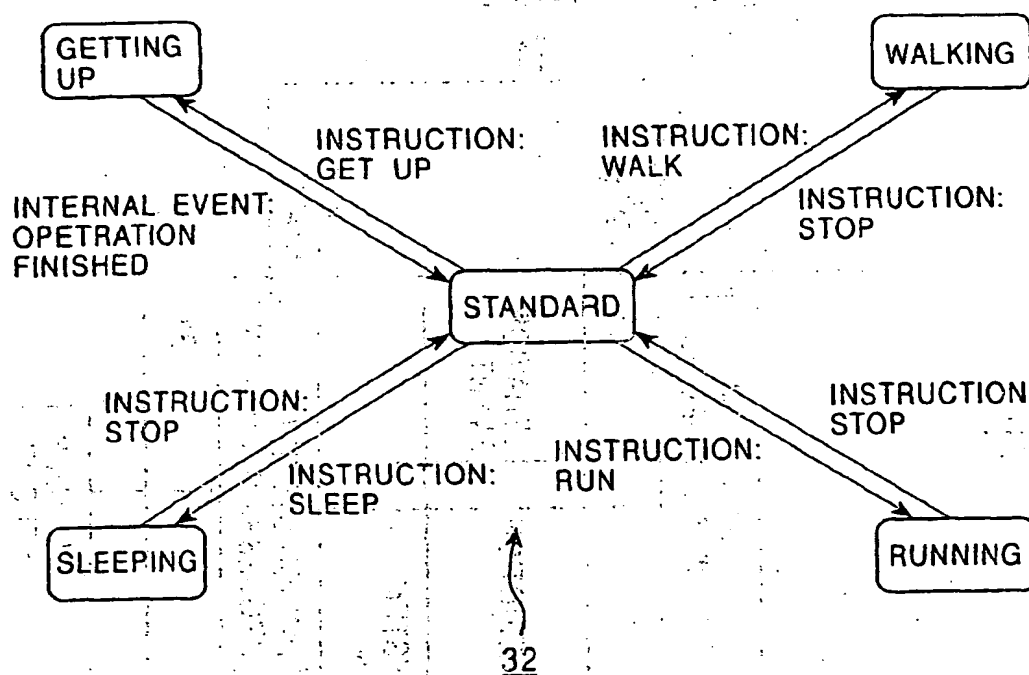 GETTING
UP
WALKING
INSTRUCTION:
GET UP
INSTRUCTION:
WALK
INTERNAL EVENT:
OPETRATION
FINISHED
INSTRUCTION:
STOP
STANDARD
INSTRUCTION:
STOP
INSTRUCTION:
SLEEP
INSTRUCTION:
RUN
INSTRUCTION
STOP
SLEEPING
RUNNING
32